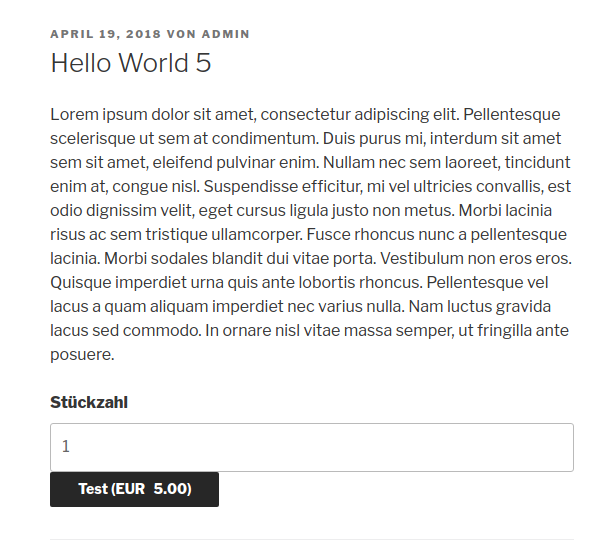 APRIL 19, 2018 VON ADMIN
Hello World 5
Lorem ipsum dolor sit amet, consectetur adipiscing elit. Pellentesque
scelerisque ut sem at condimentum. Duis purus mi, interdum sit amet
sem sit amet, eleifend pulvinar enim. Nullam nec sem laoreet, tincidunt
enim at, congue nisl. Suspendisse efficitur, mi vel ultricies convallis, est
odio dignissim velit, eget cursus ligula justo non metus. Morbi lacinia
risus ac sem tristique ullamcorper. Fusce rhoncus nunc a pellentesque
lacinia. Morbi sodales blandit dui vitae porta. Vestibulum non eros eros.
Quisque imperdiet urna quis ante lobortis rhoncus. Pellentesque vel
lacus a quam aliquam imperdiet nec varius nulla. Nam luctus gravida
lacus sed commodo. In ornare nisl vitae massa semper, ut fringilla ante
posuere.
Stückzahl
1
Test (EUR 5.00)